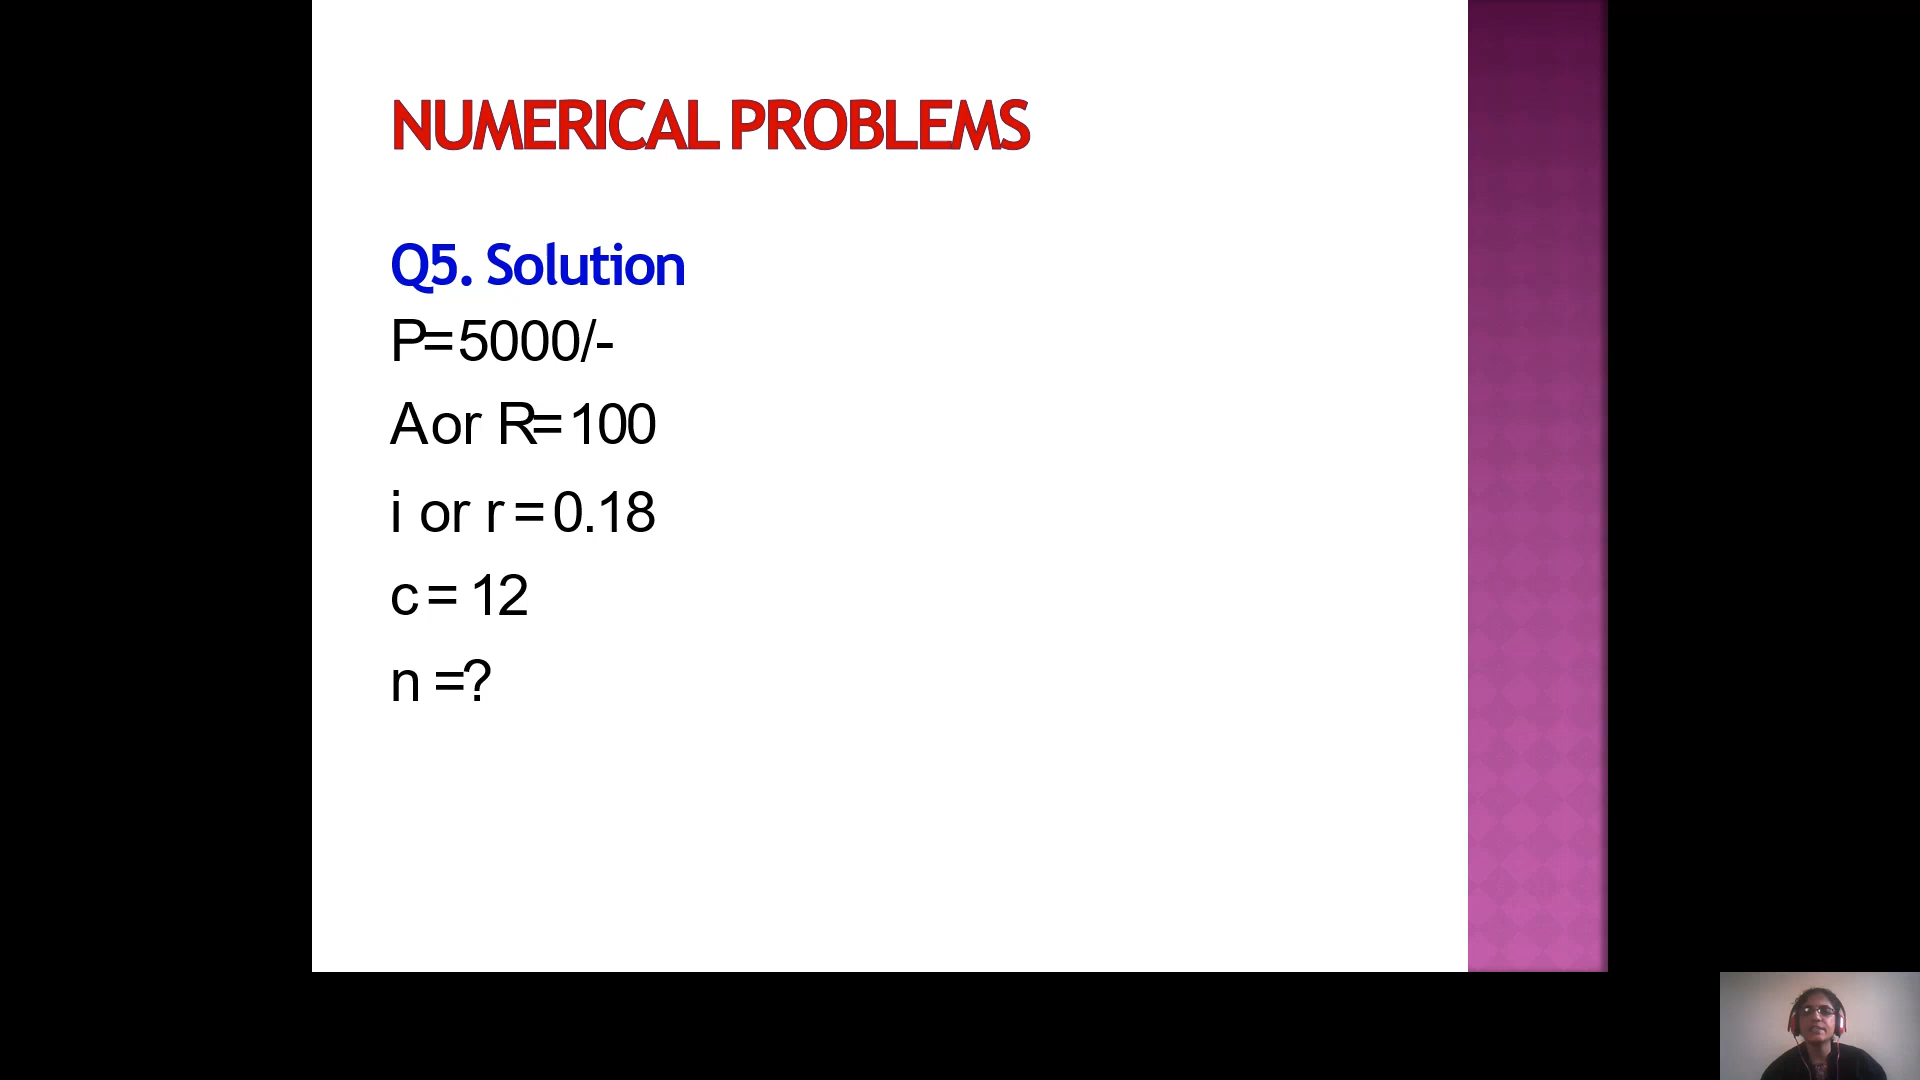 NUMERICAL PROBLEMS
Q5. Solution
P=5000/-
A or R=100
i or r=0.18
c= 12
n =?